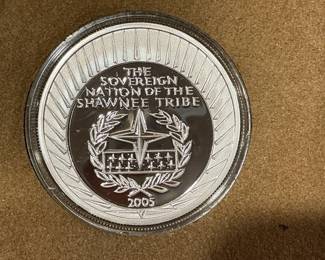 THE
SOVEREIGN
NATION OF THE
SHAWNEE TRIBE
2005